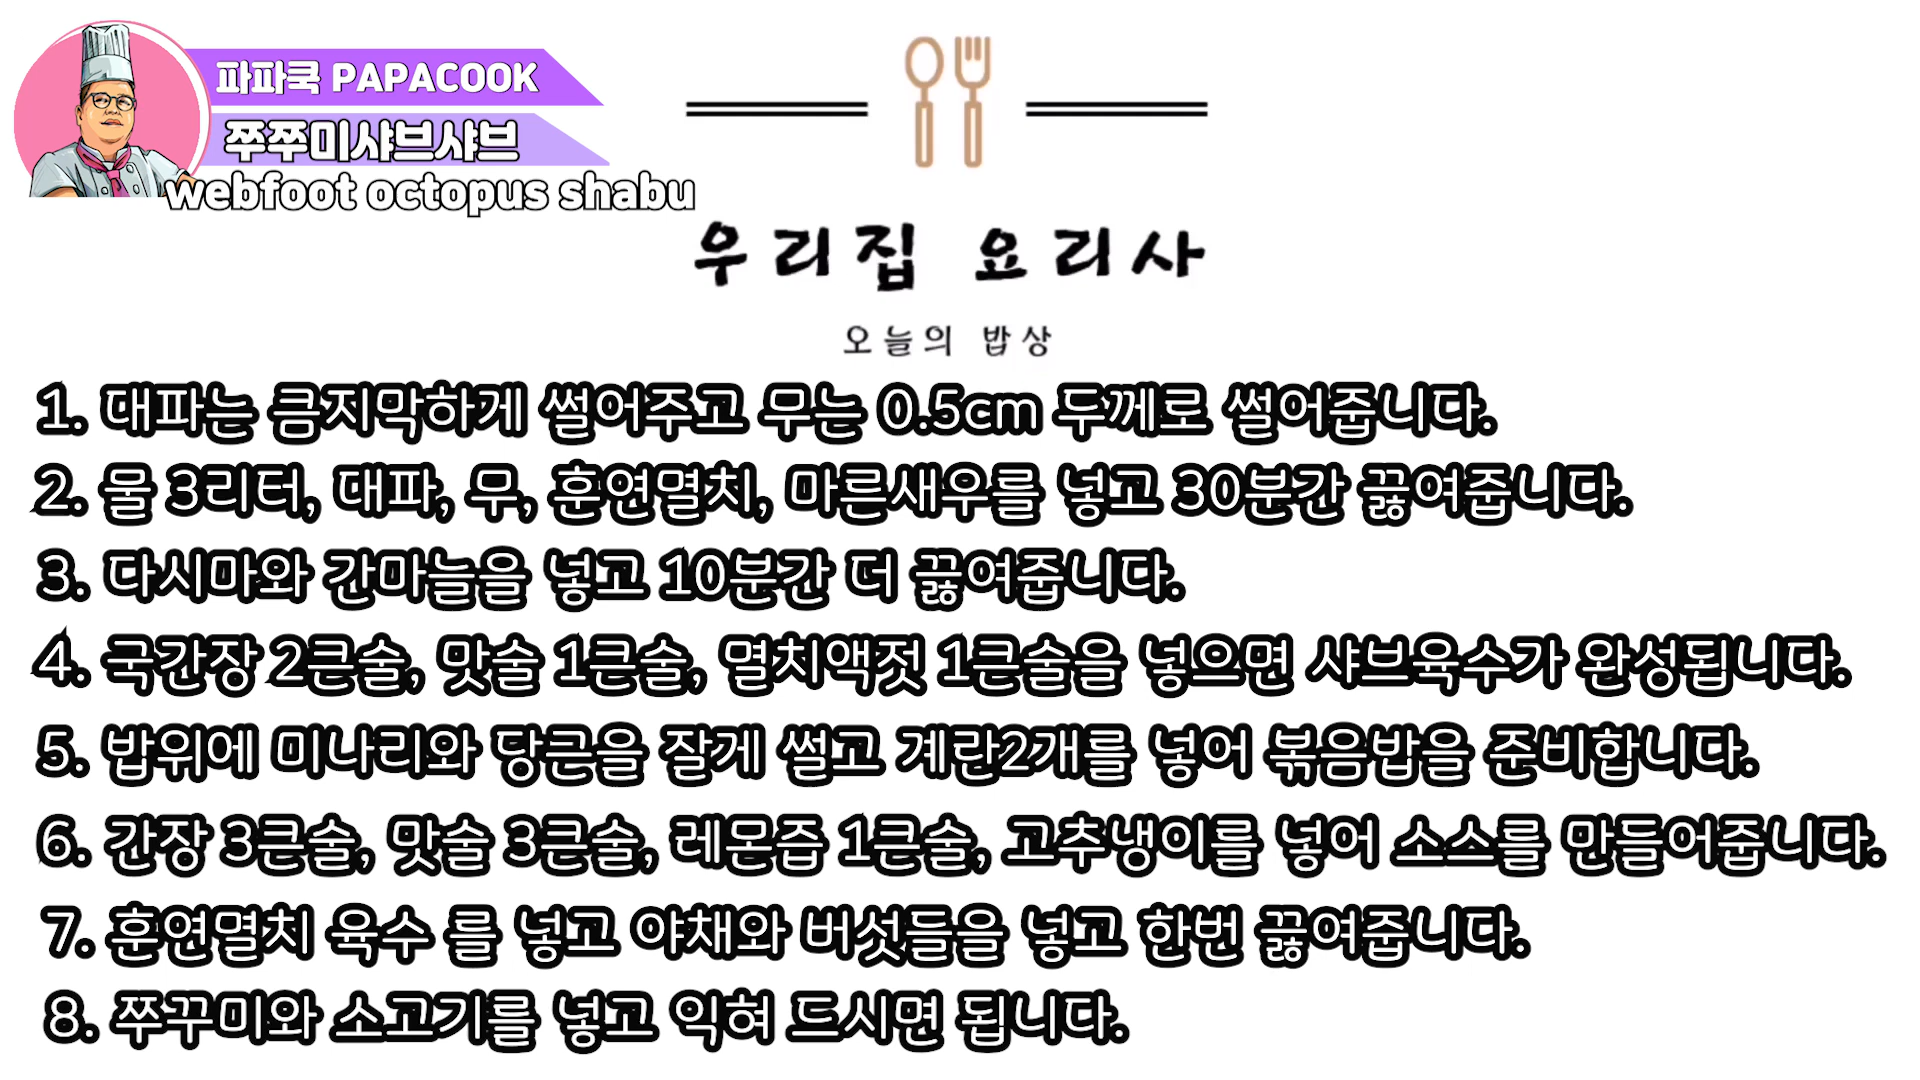 파파쿡 PAPACOOK
쭈쭈미샤브샤브
webfoot octopus shabu
우리집 요리사
오늘의 밥상
1. 대파는 큼지막하게 썰어주고 무는 0.5cm 두께로 썰어줍니다.
2. 물 3리터, 대파, 무, 훈연멸치, 마른새우를 넣고 30분간 끓여줍니다.
3. 다시마와 간마늘을 넣고 10분간 더 끓여줍니다.
4. 국간장 2큰술, 맛술 1큰술, 멸치액젓 1큰술을 넣으면 샤브육수가 완성됩니다.
5. 밥위에 미나리와 당근을 잘게 썰고 계란2개를 넣어 볶음밥을 준비합니다.
6. 간장 3큰술, 맛술 3큰술, 레몬즙 1큰술, 고추냉이를 넣어 소스를 만들어줍니다.
7. 훈연멸치 육수 를 넣고 야채와 버섯들을 넣고 한번 끓여줍니다.
8. 쭈꾸미와 소고기를 넣고 익혀 드시면 됩니다.